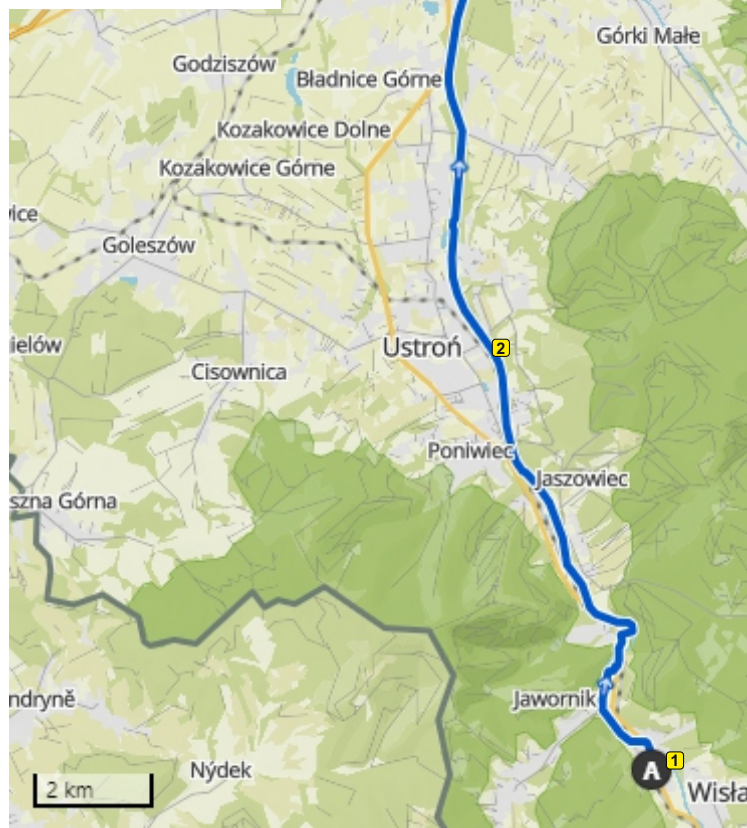 Górki Małe
Godziszów
Bładnice Górne
Kozakowice Dolne
Kozakowice Górne
Goleszów
Ustroń
2
Cisownica
Poniwiec
Jaszowiec
Jawornik
1
A
Nýdek
2 km